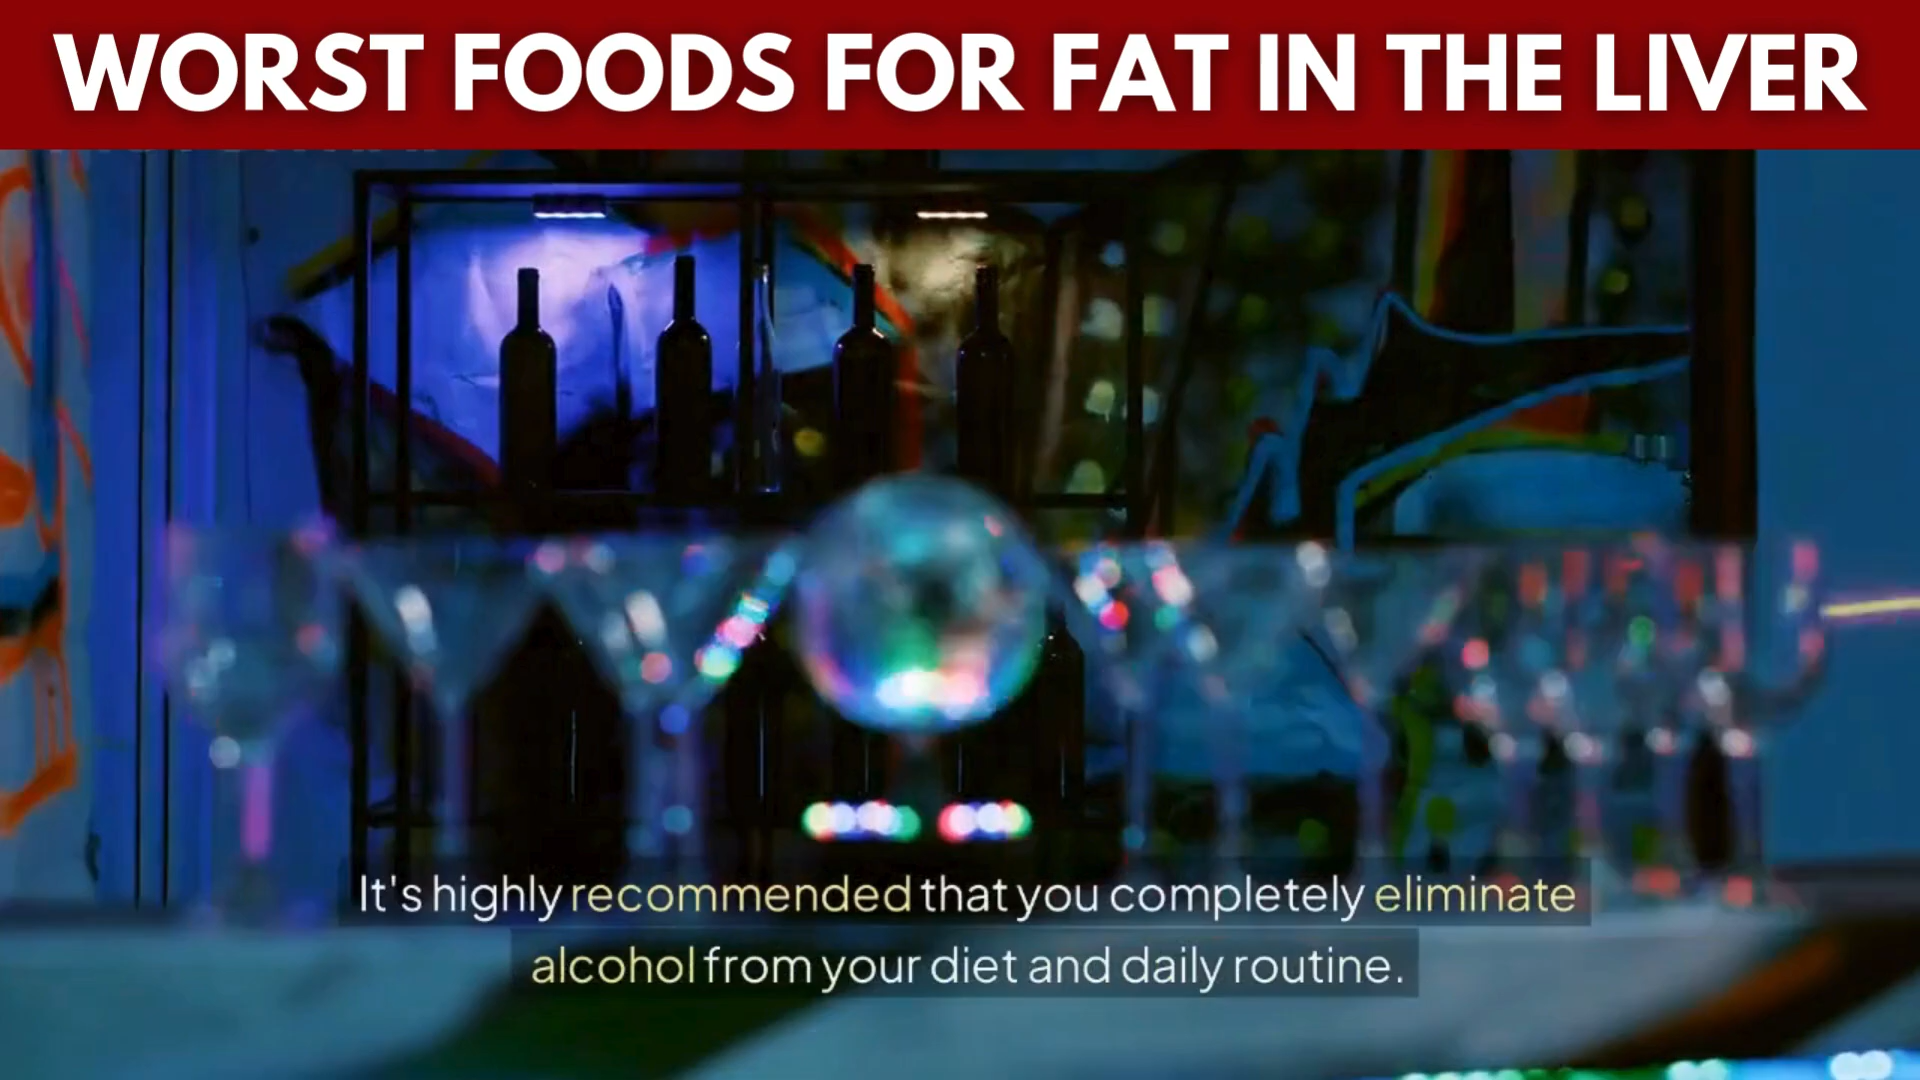 WORST FOODS FOR FAT IN THE LIVER
It's highly recommended that you completely eliminate
alcohol from your diet and daily routine.